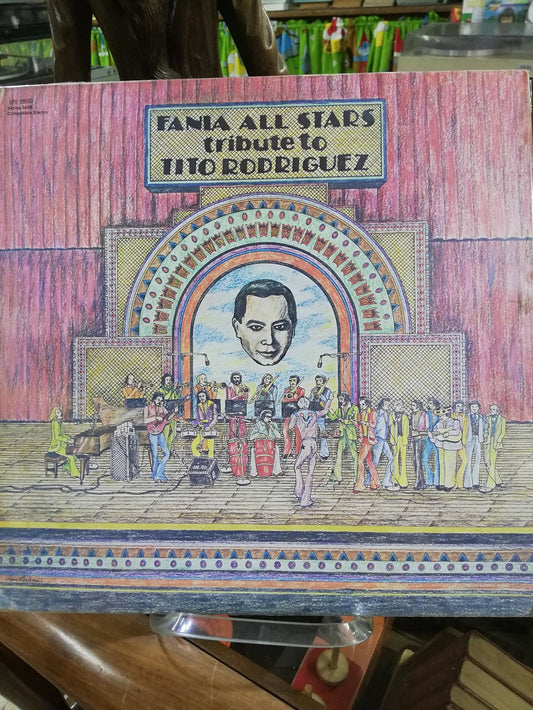 FANIA ALL STARS
tribute to
TITO RODRIGUEZ